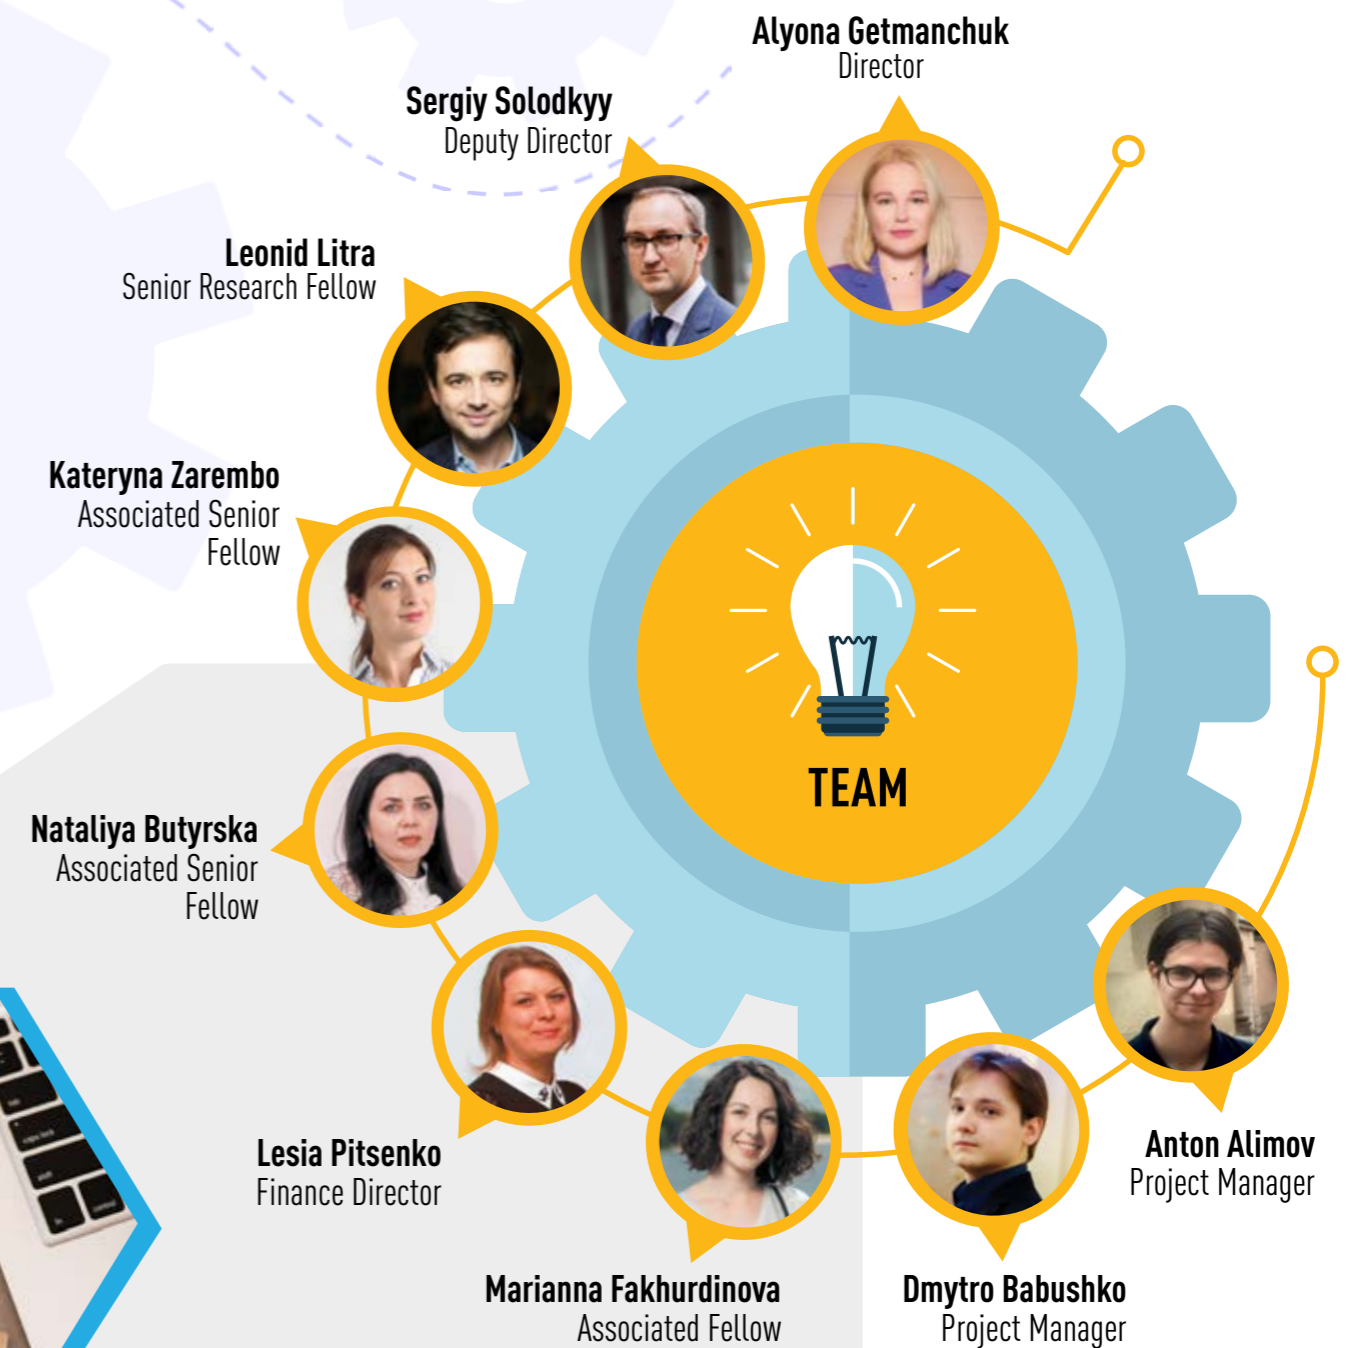 Alyona Getmanchuk
Director
Sergiy Solodkyy
Deputy Director
Leonid Litra
Senior Research Fellow
Kateryna Zarembo
Associated Senior
Fellow
Nataliya Butyrska
Associated Senior
Fellow
TEAM
Lesia Pitsenko
Finance Director
Marianna Fakhurdinova
Associated Fellow
Dmytro Babushko
Project Manager
Anton Alimov
Project Manager